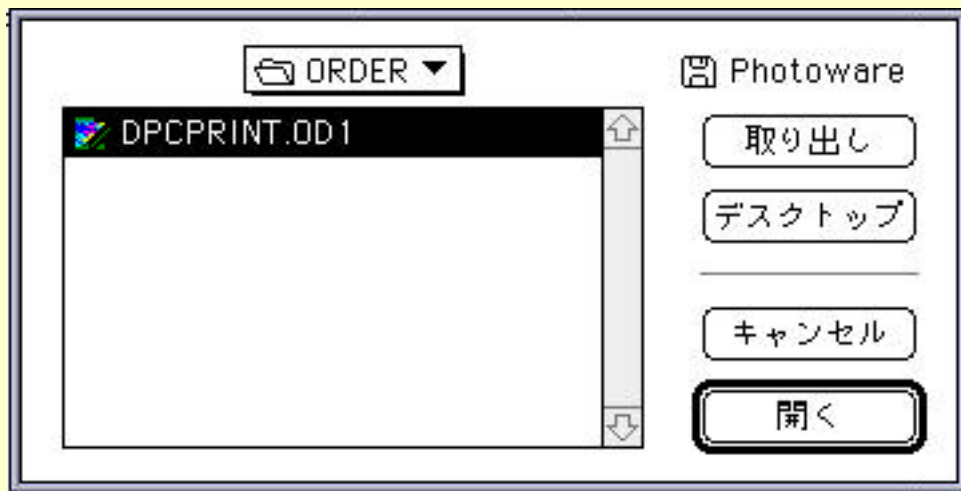 ORDER
Photoware
DPCPRINT.OD1
取り出し
デスクトップ
キャンセル
開く